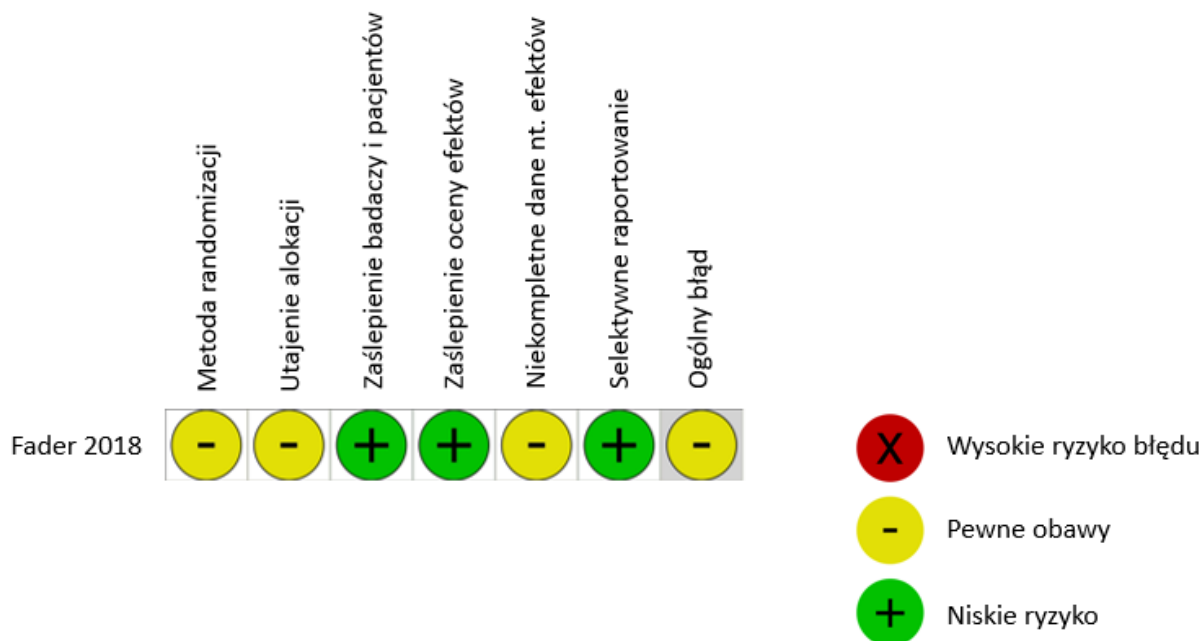 Metoda randomizacji
Utajenie alokacji
Zaślepienie badaczy i pacjentów
Zaślepienie oceny efektów
Niekompletne dane nt. efektów
Selektywne raportowanie
Ogólny błąd
Fader 2018 - - + + - + -
X Wysokie ryzyko błędu
- Pewne obawy
+ Niskie ryzyko